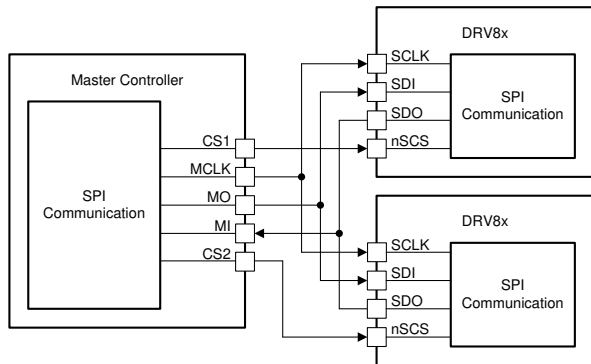 Master Controller
SPI
Communication
CS1
MCLK
MO
MI
CS2
DRV8x
SCLK
SDI
SDO
nSCS
SPI
Communication
DRV8x
SCLK
SDI
SDO
nSCS
SPI
Communication